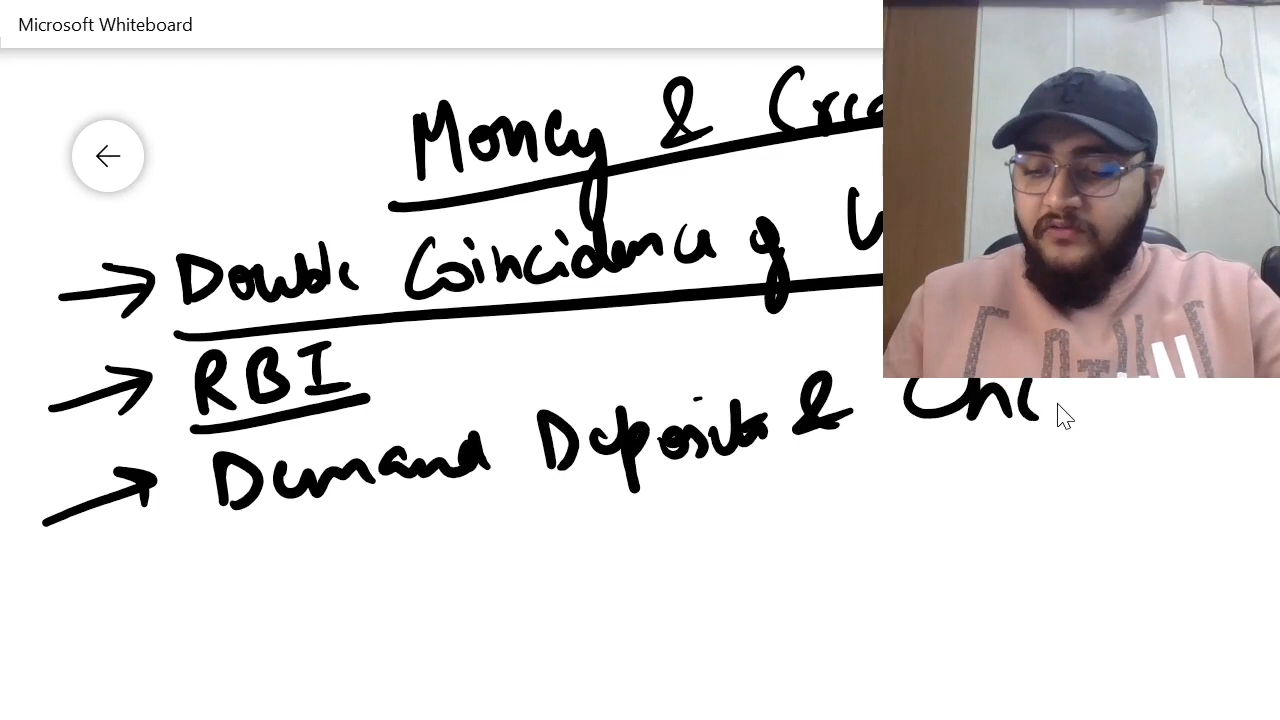 Microsoft Whiteboard
Money & Cre
→ Double Coincidence of W
→ RBI
→ Demand Deposits & Che